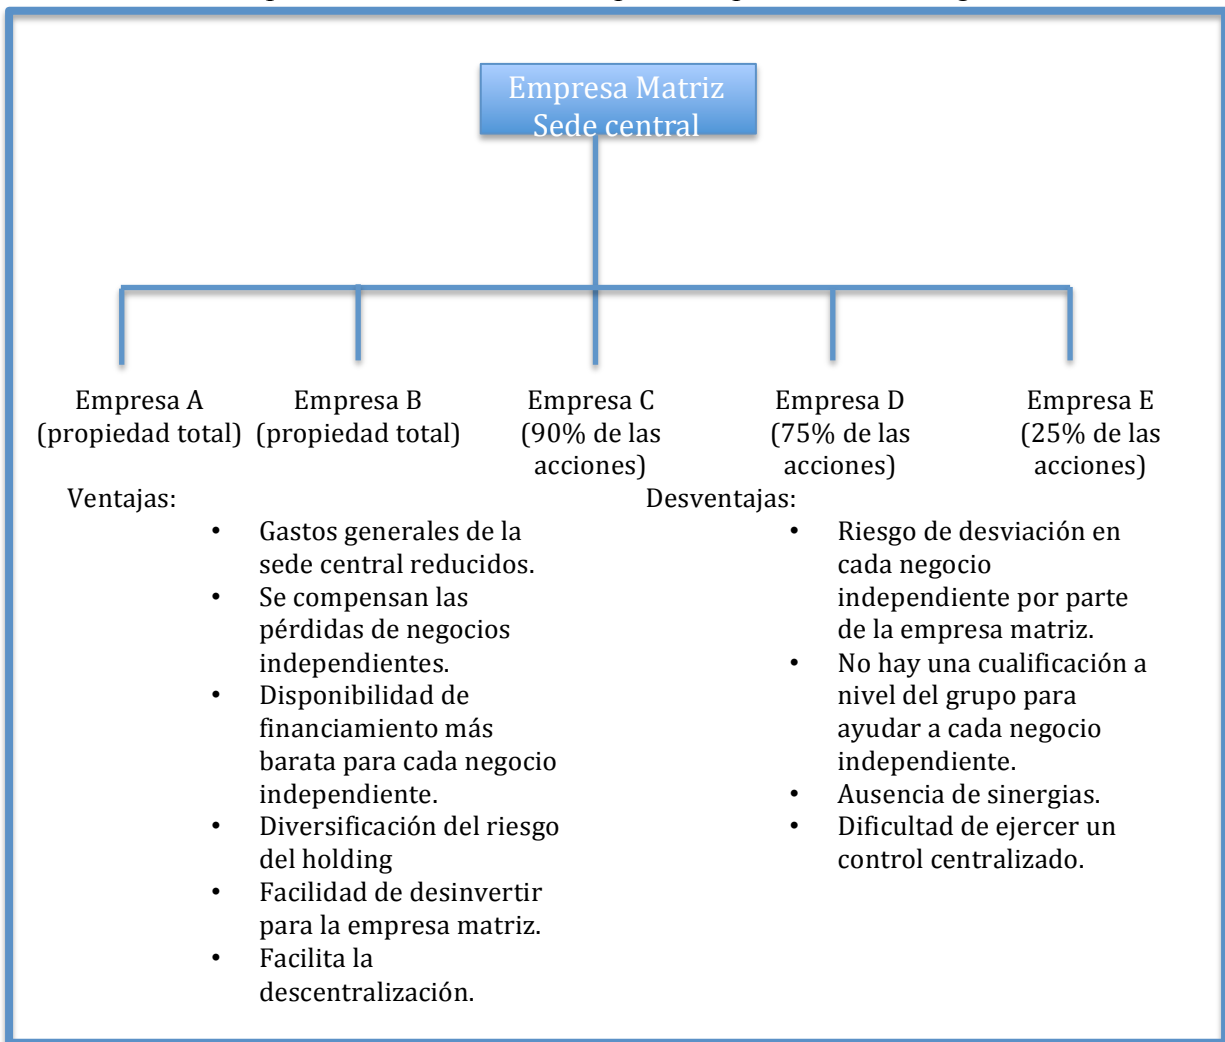 Empresa Matriz
Sede central
Empresa A
(propiedad total)
Empresa B
(propiedad total)
Empresa C
(90% de las
acciones)
Empresa D
(75% de las
acciones)
Empresa E
(25% de las
acciones)
Ventajas:
• Gastos generales de la
sede central reducidos.
• Se compensan las
pérdidas de negocios
independientes.
• Disponibilidad de
financiamiento más
barata para cada negocio
independiente.
• Diversificación del riesgo
del holding
• Facilidad de desinvertir
para la empresa matriz.
• Facilita la
descentralización.
Desventajas:
• Riesgo de desviación en
cada negocio
independiente por parte
de la empresa matriz.
• No hay una cualificación a
nivel del grupo para
ayudar a cada negocio
independiente.
• Ausencia de sinergias.
• Dificultad de ejercer un
control centralizado.